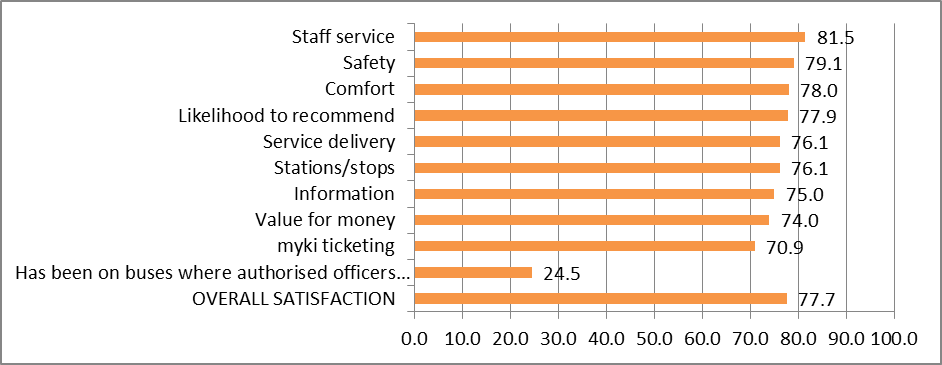 Staff service 81.5
Safety 79.1
Comfort 78.0
Likelihood to recommend 77.9
Service delivery 76.1
Stations/stops 76.1
Information 75.0
Value for money 74.0
myki ticketing 70.9
Has been on buses where authorised officers... 24.5
OVERALL SATISFACTION 77.7
0.0 10.0 20.0 30.0 40.0 50.0 60.0 70.0 80.0 90.0 100.0